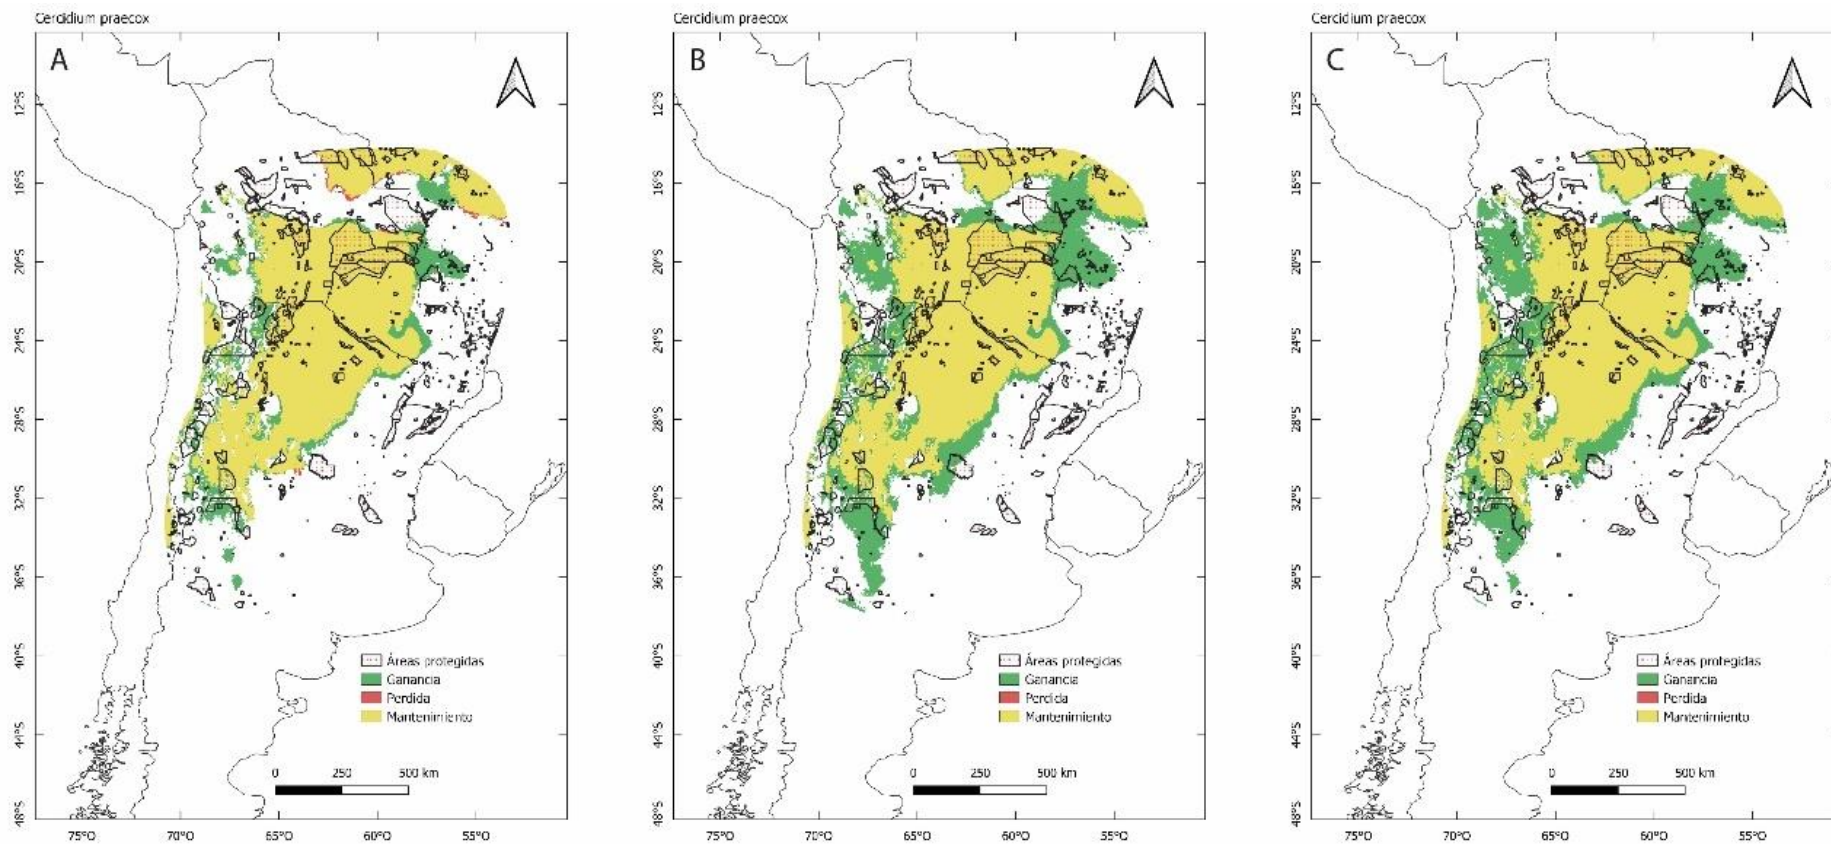 Cercidium praecox
A
12°S
16°S
20°S
24°S
28°S
32°S
36°S
40°S
44°S
48°S
Áreas protegidas
Ganancia
Perdida
Mantenimiento
0 250 500 km
75°O 70°O 65°O 60°O 55°O
Cercidium praecox
B
12°S
16°S
20°S
24°S
28°S
32°S
36°S
40°S
44°S
48°S
Áreas protegidas
Ganancia
Perdida
Mantenimiento
0 250 500 km
75°O 70°O 65°O 60°O 55°O
Cercidium praecox
C
12°S
16°S
20°S
24°S
28°S
32°S
36°S
40°S
44°S
48°S
Áreas protegidas
Ganancia
Perdida
Mantenimiento
0 250 500 km
75°O 70°O 65°O 60°O 55°O